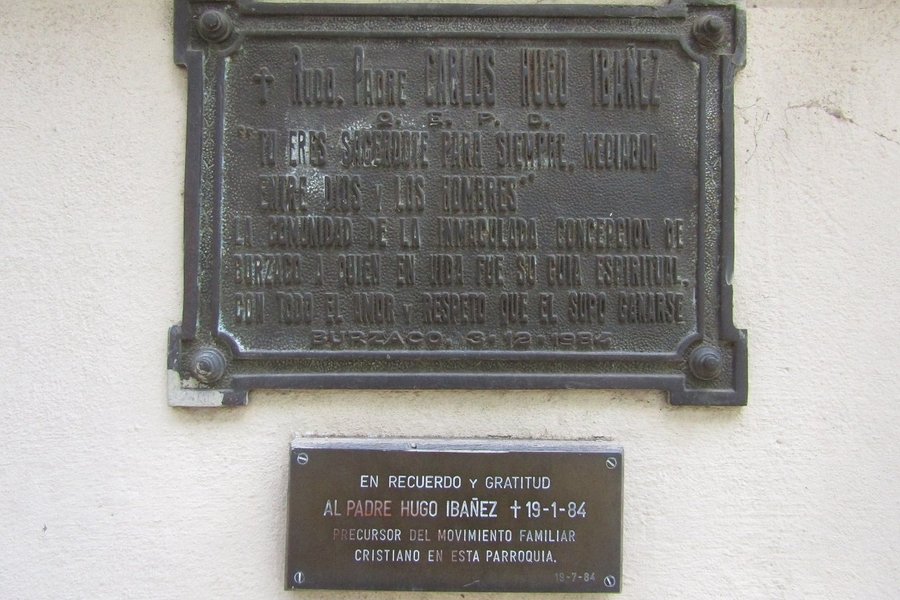 † Rvdo. Padre CARLOS HUGO IBAÑEZ
Q. E. P. D.
"TU ERES SACERDOTE PARA SIEMPRE, MEDIADOR
ENTRE DIOS Y LOS HOMBRES"
LA COMUNIDAD DE LA INMACULADA CONCEPCION DE
BURZACO A QUIEN EN VIDA FUE SU GUIA ESPIRITUAL,
CON TODO EL AMOR Y RESPETO QUE EL SUPO GANARSE
BURZACO, 3.12.1984
EN RECUERDO Y GRATITUD
AL PADRE HUGO IBAÑEZ † 19-1-84
PRECURSOR DEL MOVIMIENTO FAMILIAR
CRISTIANO EN ESTA PARROQUIA.
19-7-84